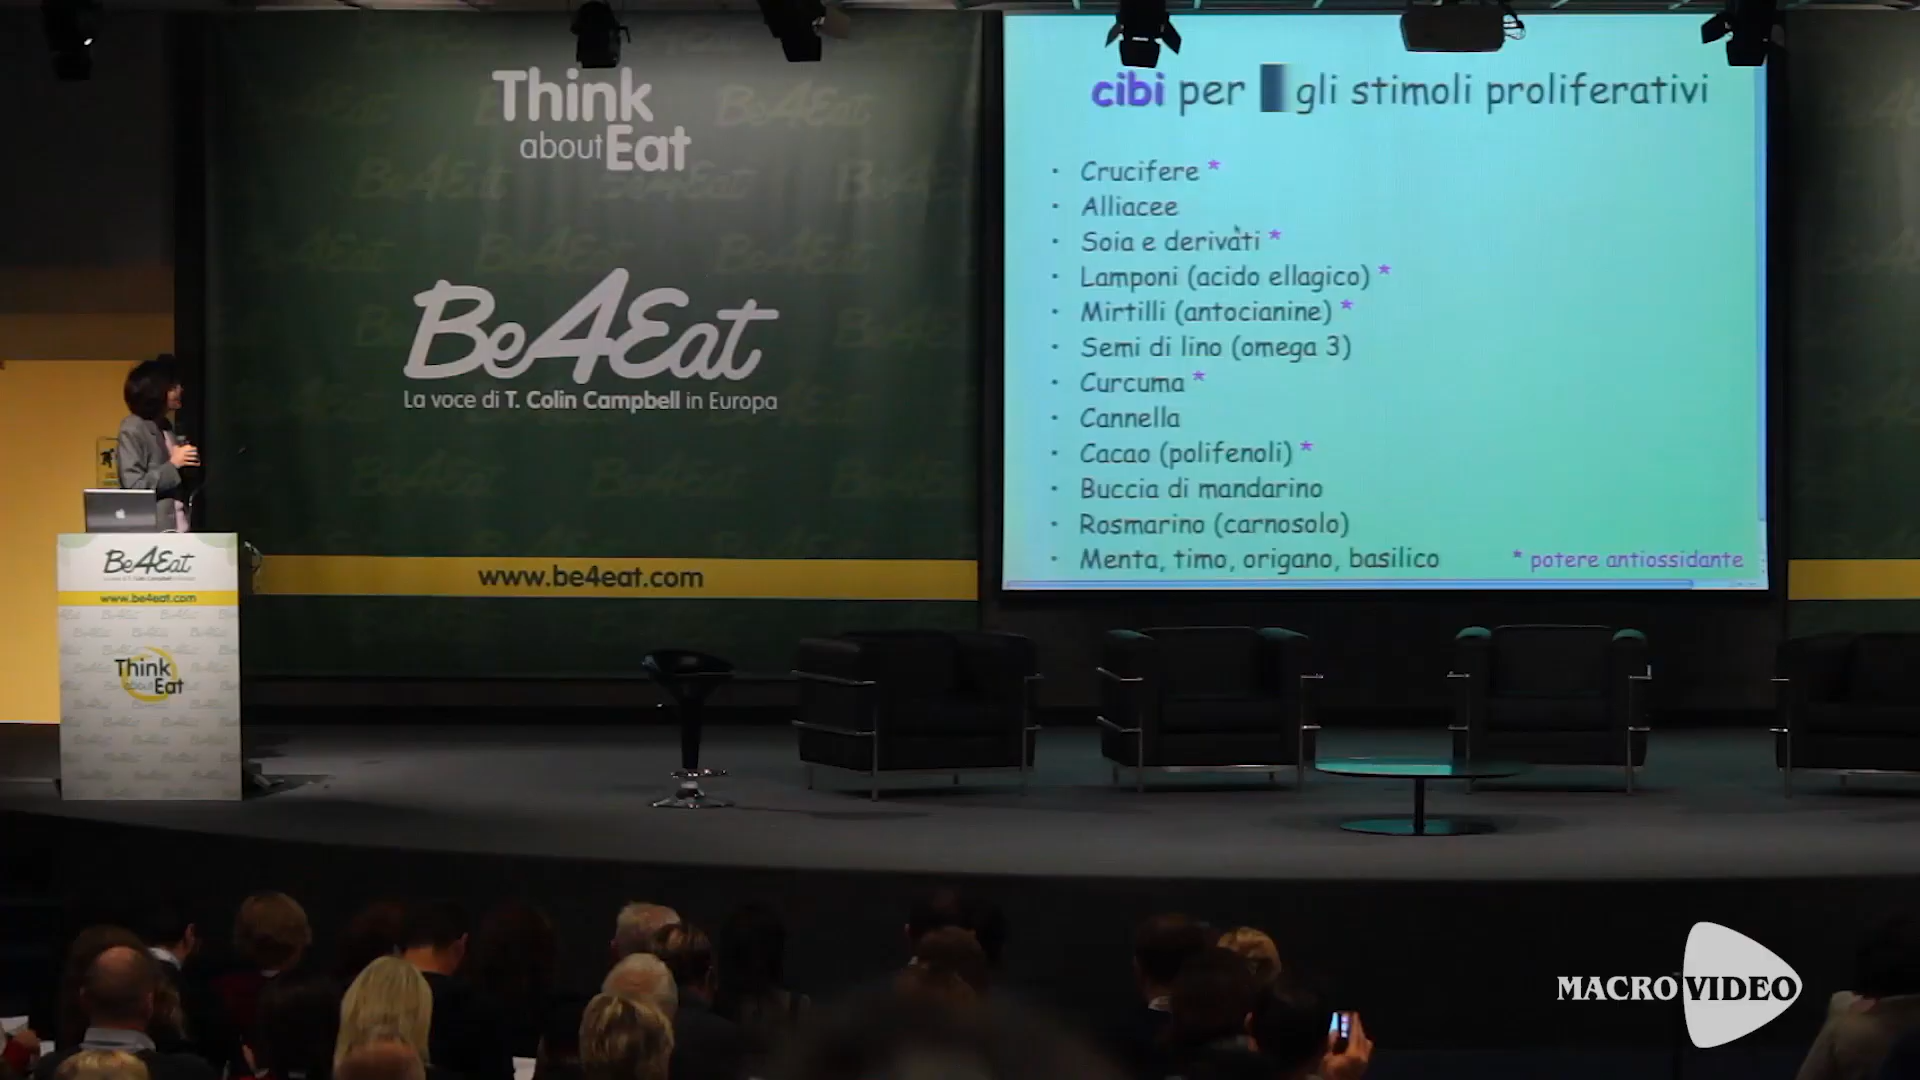 Think
about Eat
Be4Eat
La voce di T. Colin Campbell in Europa
www.be4eat.com
cibi per gli stimoli proliferativi
• Crucifere *
• Alliacee
• Soia e derivati *
• Lamponi (acido ellagico) *
• Mirtilli (antocianine) *
• Semi di lino (omega 3)
• Curcuma *
• Cannella
• Cacao (polifenoli) *
• Buccia di mandarino
• Rosmarino (carnosolo)
• Menta, timo, origano, basilico
* potere antiossidante
Be4Eat
www.be4eat.com
Think
about Eat
MACRO VIDEO